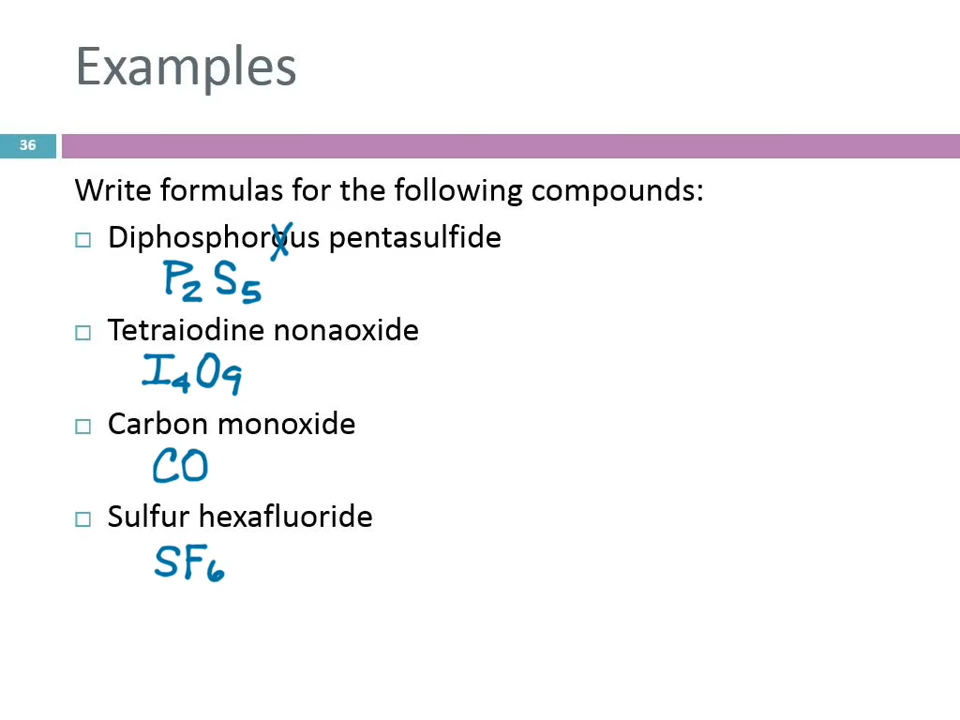 Examples
36
Write formulas for the following compounds:
Diphosphorous pentasulfide
P₂S₅
Tetraiodine nonaoxide
I₄O₉
Carbon monoxide
CO
Sulfur hexafluoride
SF₆